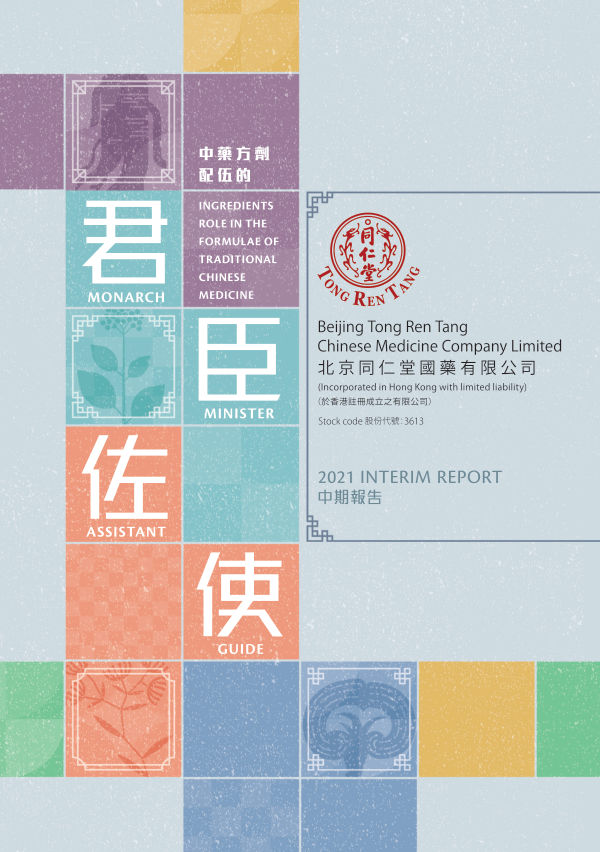 中藥方劑
配伍的
INGREDIENTS
ROLE IN THE
FORMULAE OF
TRADITIONAL
CHINESE
MEDICINE
君
MONARCH
臣
MINISTER
佐
ASSISTANT
使
GUIDE
同仁堂
TONG REN TANG
Beijing Tong Ren Tang
Chinese Medicine Company Limited
北京同仁堂國藥有限公司
(Incorporated in Hong Kong with limited liability)
(於香港註冊成立之有限公司)
Stock code 股份代號: 3613
2021 INTERIM REPORT
中期報告